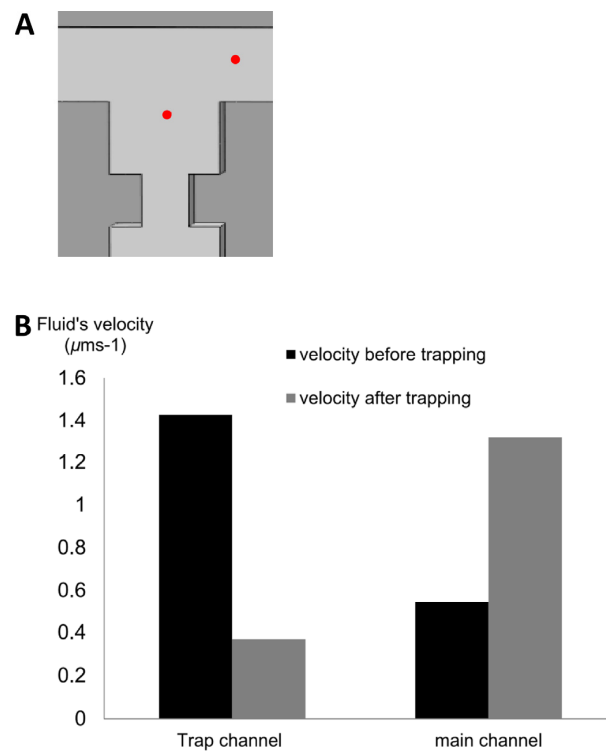 A
B
Fluid's velocity
(µms-1)
velocity before trapping
velocity after trapping
1.6
1.4
1.2
1
0.8
0.6
0.4
0.2
0
Trap channel
main channel